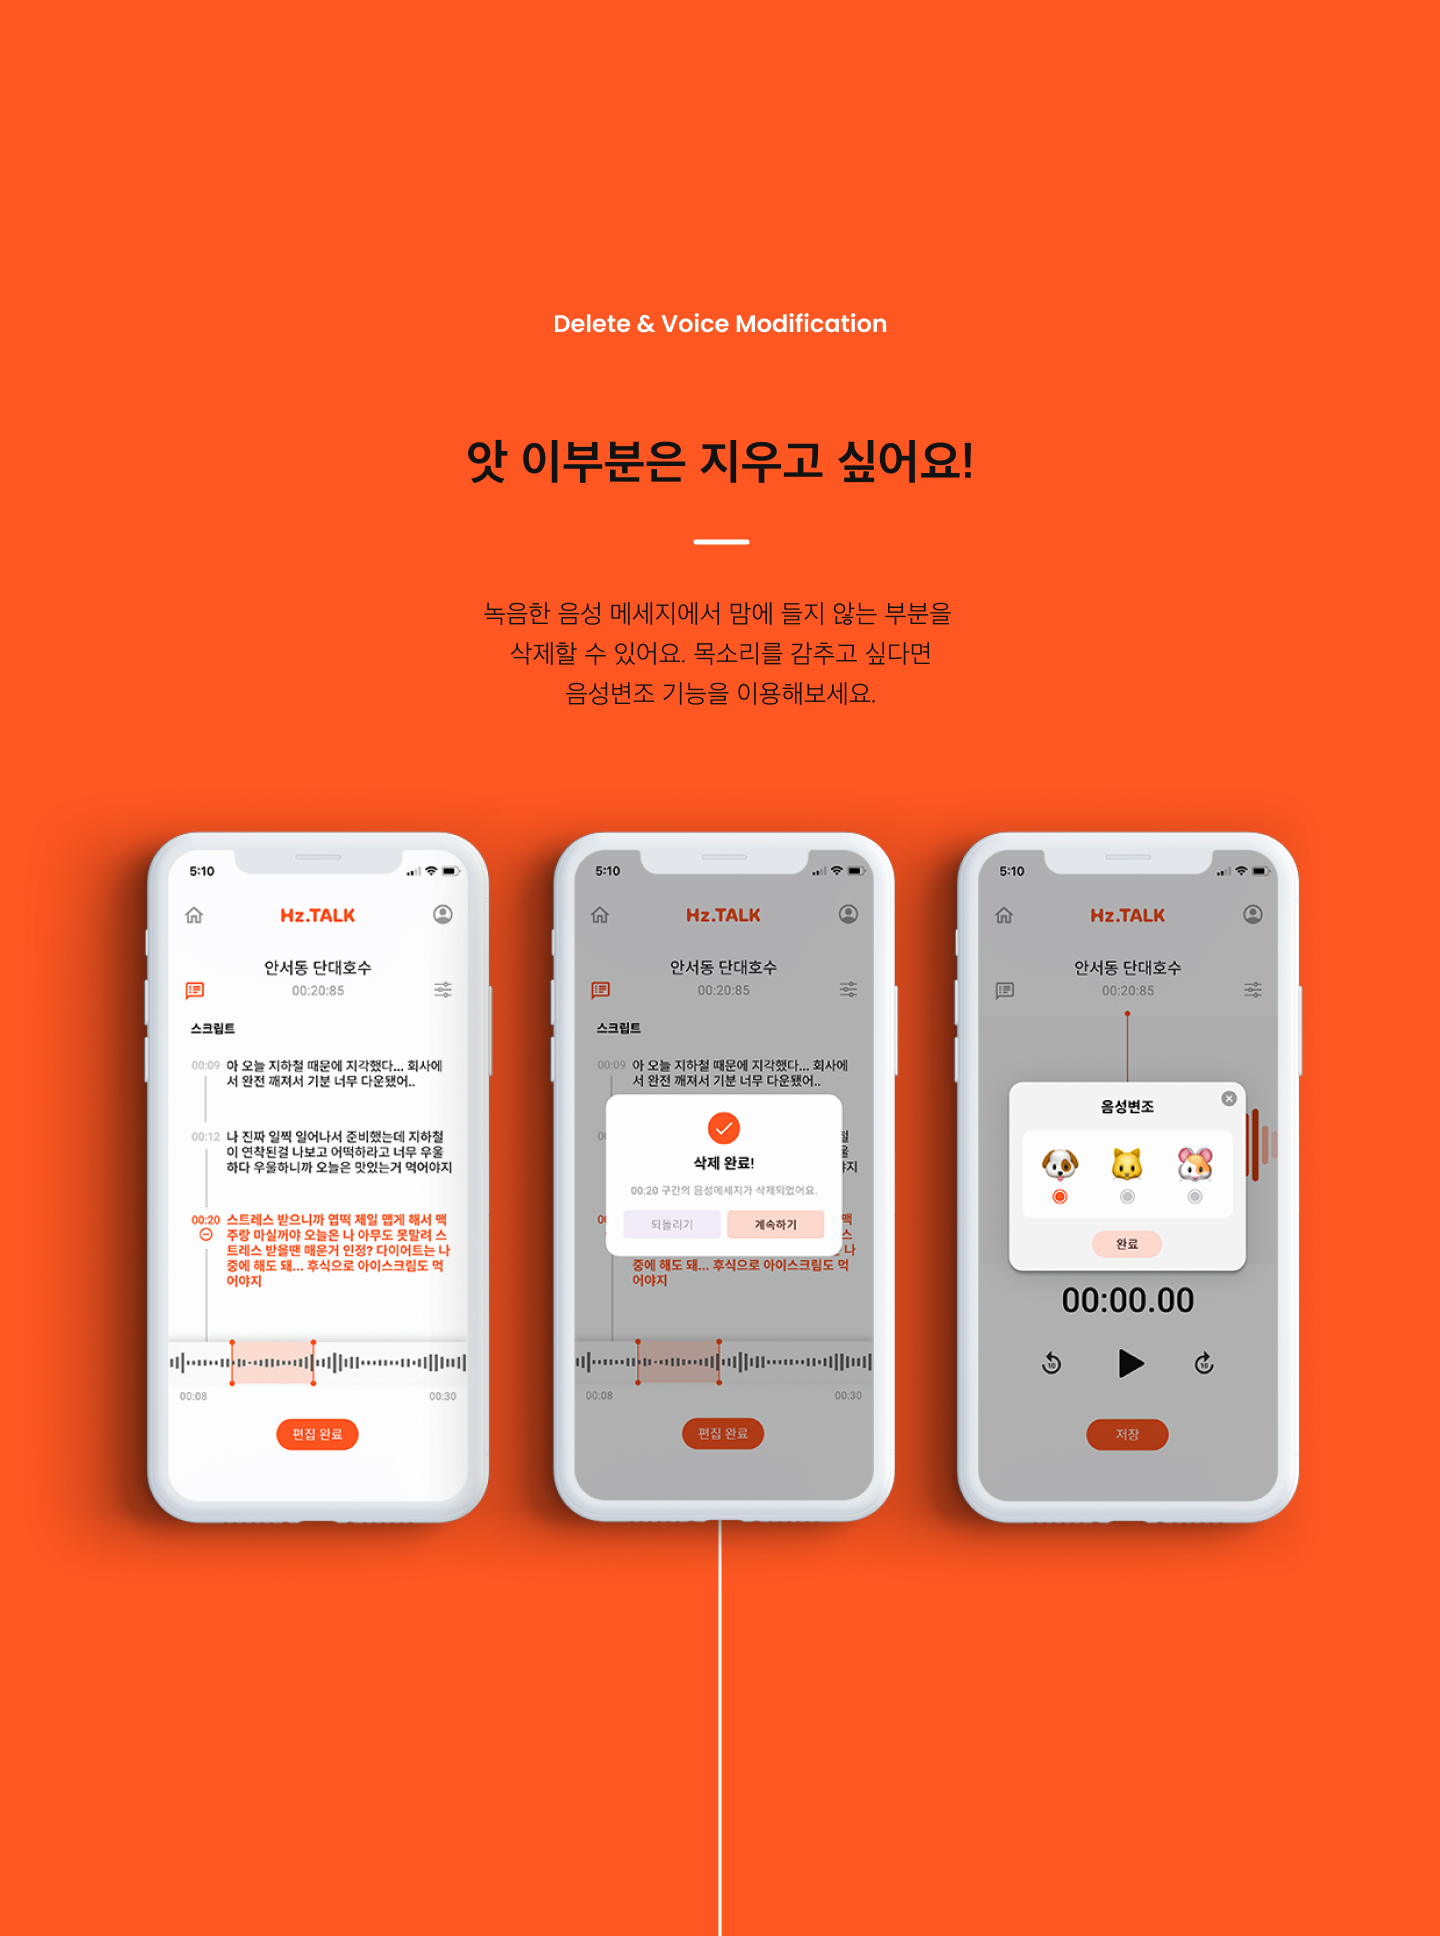 Delete & Voice Modification
앗 이부분은 지우고 싶어요!
녹음한 음성 메세지에서 맘에 들지 않는 부분을
삭제할 수 있어요. 목소리를 감추고 싶다면
음성변조 기능을 이용해보세요.
5:10
Hz.TALK
안서동 단대호수
00:20:85
스크립트
00:09 아 오늘 지하철 때문에 지각했다... 회사에
서 완전 깨져서 기분 너무 다운됐어..
00:12 나 진짜 일찍 일어나서 준비했는데 지하철
이 연착된걸 나보고 어떡하라고 너무 우울
하다 우울하니까 오늘은 맛있는거 먹어야지
00:20 스트레스 받으니까 엽떡 제일 맵게 해서 맥
주랑 마실꺼야 오늘은 나 아무도 못말려 스
트레스 받을땐 매운거 인정? 다이어트는 나
중에 해도 돼... 후식으로 아이스크림도 먹
어야지
00:08 00:30
편집 완료
5:10
Hz.TALK
안서동 단대호수
00:20:85
스크립트
00:09 아 오늘 지하철 때문에 지각했다... 회사에
서 완전 깨져서 기분 너무 다운됐어..
삭제 완료!
00:20 구간의 음성메세지가 삭제되었어요.
되돌리기 계속하기
중에 해도 돼... 후식으로 아이스크림도 먹
어야지
00:08 00:30
편집 완료
5:10
Hz.TALK
안서동 단대호수
00:20:85
음성변조
완료
00:00.00
10 10
저장